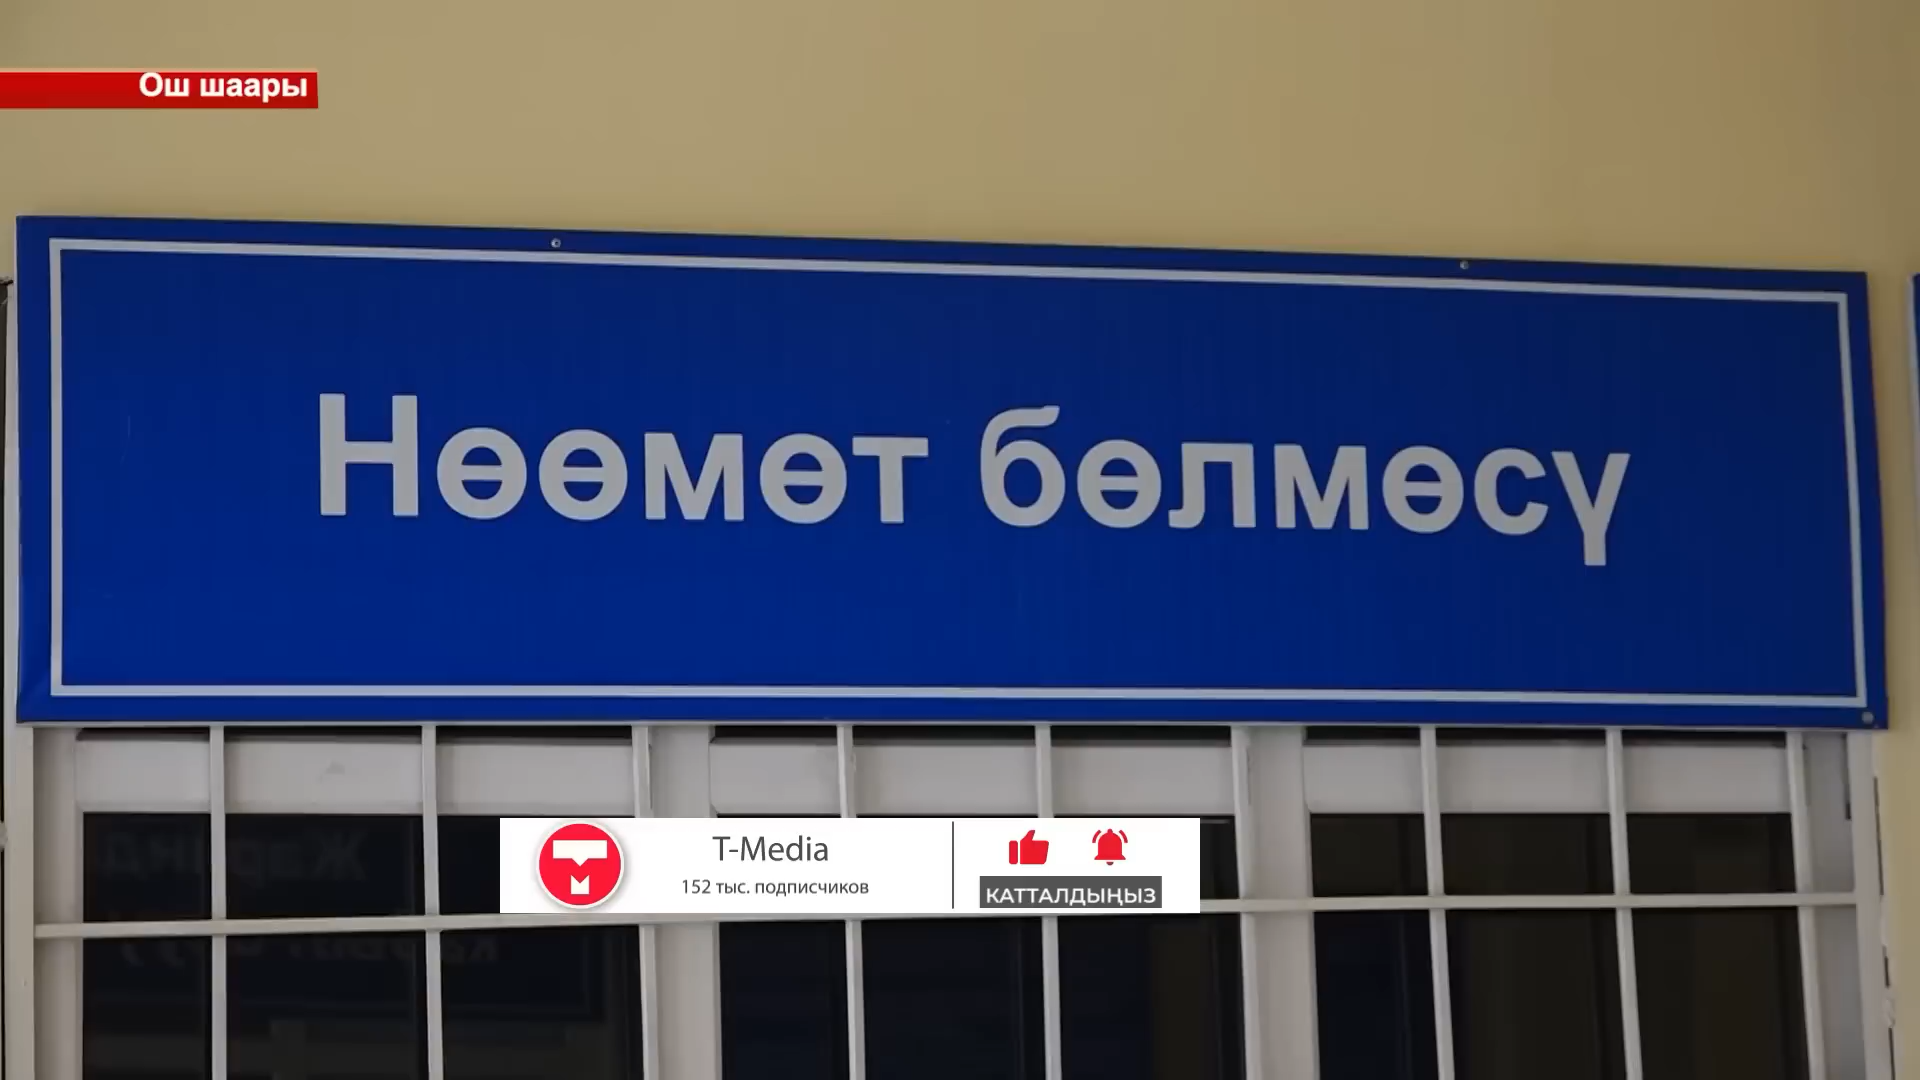 Ош шаары
Нөөмөт бөлмөсү
T-Media
152 тыс. подписчиков
КАТТАЛДЫҢЫЗ